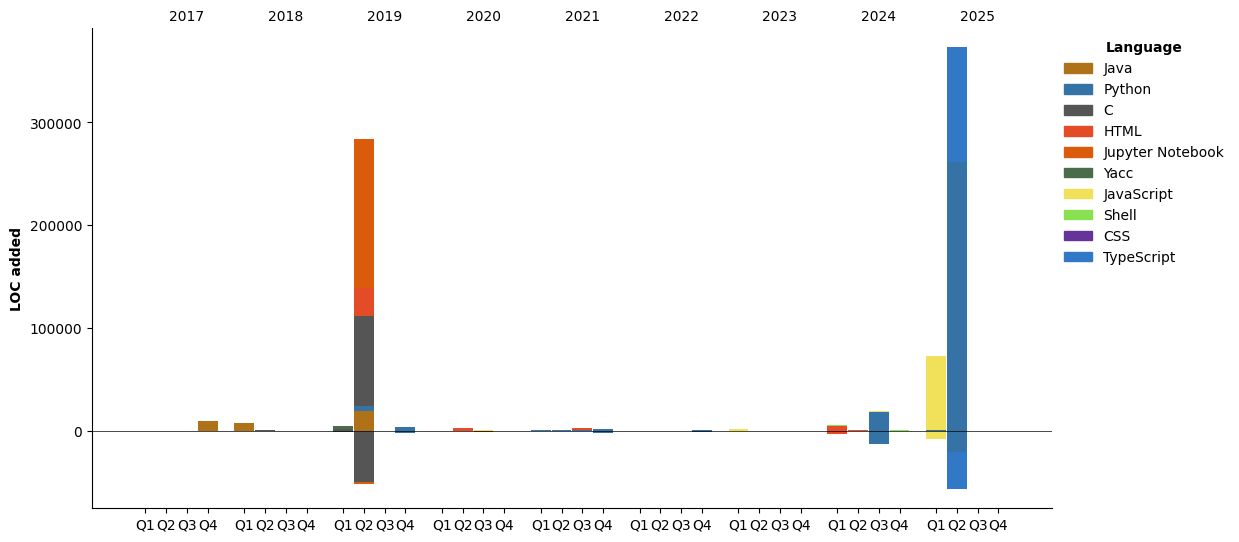 2017 2018 2019 2020 2021 2022 2023 2024 2025
LOC added
300000
200000
100000
0
Q1 Q2 Q3 Q4 Q1 Q2 Q3 Q4 Q1 Q2 Q3 Q4 Q1 Q2 Q3 Q4 Q1 Q2 Q3 Q4 Q1 Q2 Q3 Q4 Q1 Q2 Q3 Q4 Q1 Q2 Q3 Q4 Q1 Q2 Q3 Q4
Language
Java
Python
C
HTML
Jupyter Notebook
Yacc
JavaScript
Shell
CSS
TypeScript